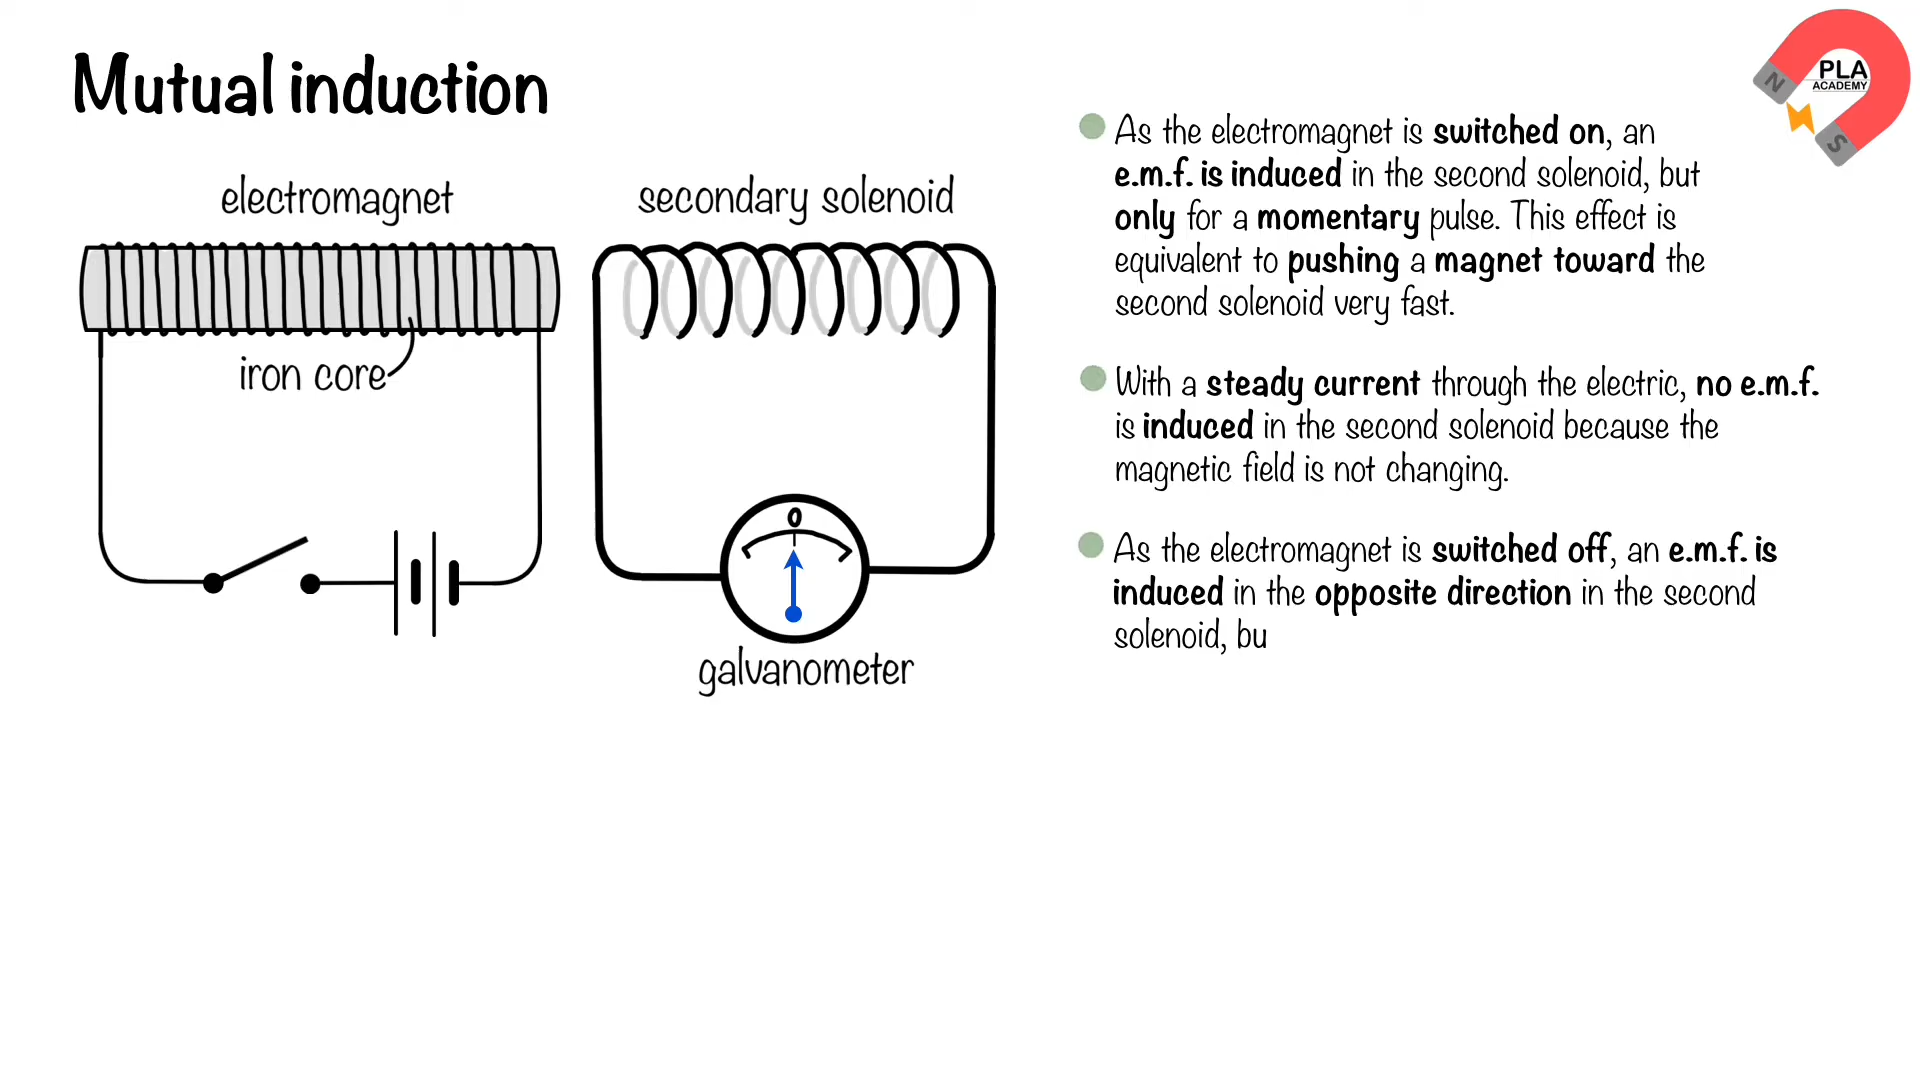 Mutual induction
PLA
ACADEMY
N
S
electromagnet
secondary solenoid
iron core
0
galvanometer
As the electromagnet is switched on, an
e.m.f. is induced in the second solenoid, but
only for a momentary pulse. This effect is
equivalent to pushing a magnet toward the
second solenoid very fast.
With a steady current through the electric, no e.m.f.
is induced in the second solenoid because the
magnetic field is not changing.
As the electromagnet is switched off, an e.m.f. is
induced in the opposite direction in the second
solenoid, bu